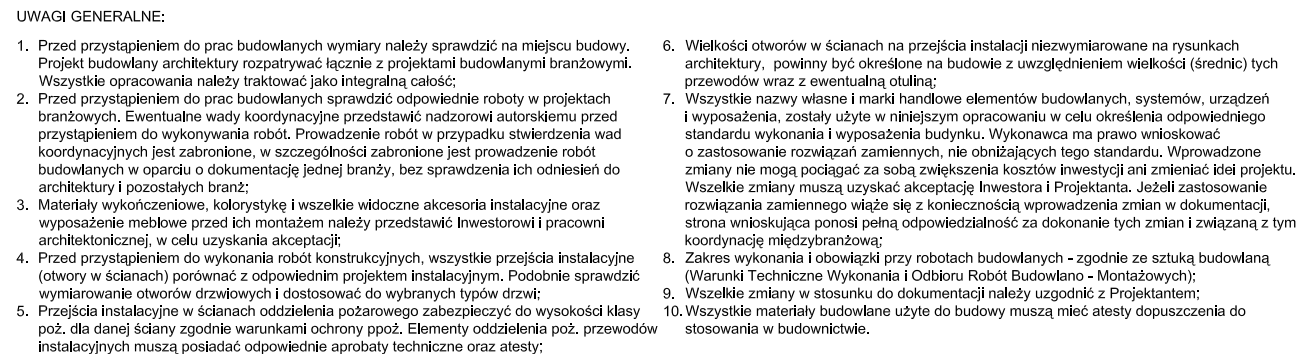 UWAGI GENERALNE:
1. Przed przystąpieniem do prac budowlanych wymiary należy sprawdzić na miejscu budowy.
Projekt budowlany architektury rozpatrywać łącznie z projektami budowlanymi branżowymi.
Wszystkie opracowania należy traktować jako integralną całość;
2. Przed przystąpieniem do prac budowlanych sprawdzić odpowiednie roboty w projektach
branżowych. Ewentualne wady koordynacyjne przedstawić nadzorowi autorskiemu przed
przystąpieniem do wykonywania robót. Prowadzenie robót w przypadku stwierdzenia wad
koordynacyjnych jest zabronione, w szczególności zabronione jest prowadzenie robót
budowlanych w oparciu o dokumentację jednej branży, bez sprawdzenia ich odniesień do
architektury i pozostałych branż;
3. Materiały wykończeniowe, kolorystykę i wszelkie widoczne akcesoria instalacyjne oraz
wyposażenie meblowe przed ich montażem należy przedstawić Inwestorowi i pracowni
architektonicznej, w celu uzyskania akceptacji;
4. Przed przystąpieniem do wykonania robót konstrukcyjnych, wszystkie przejścia instalacyjne
(otwory w ścianach) porównać z odpowiednim projektem instalacyjnym. Podobnie sprawdzić
wymiarowanie otworów drzwiowych i dostosować do wybranych typów drzwi;
5. Przejścia instalacyjne w ścianach oddzielenia pożarowego zabezpieczyć do wysokości klasy
poż. dla danej ściany zgodnie warunkami ochrony ppoż. Elementy oddzielenia poż. przewodów
instalacyjnych muszą posiadać odpowiednie aprobaty techniczne oraz atesty;
6. Wielkości otworów w ścianach na przejścia instalacji niezwymiarowane na rysunkach
architektury, powinny być określone na budowie z uwzględnieniem wielkości (średnic) tych
przewodów wraz z ewentualną otuliną;
7. Wszystkie nazwy własne i marki handlowe elementów budowlanych, systemów, urządzeń
i wyposażenia, zostały użyte w niniejszym opracowaniu w celu określenia odpowiedniego
standardu wykonania i wyposażenia budynku. Wykonawca ma prawo wnioskować
o zastosowanie rozwiązań zamiennych, nie obniżających tego standardu. Wprowadzone
zmiany nie mogą pociągać za sobą zwiększenia kosztów inwestycji ani zmieniać idei projektu.
Wszelkie zmiany muszą uzyskać akceptację Inwestora i Projektanta. Jeżeli zastosowanie
rozwiązania zamiennego wiąże się z koniecznością wprowadzenia zmian w dokumentacji,
strona wnioskująca ponosi pełną odpowiedzialność za dokonanie tych zmian i związaną z tym
koordynację międzybranżową;
8. Zakres wykonania i obowiązki przy robotach budowlanych - zgodnie ze sztuką budowlaną
(Warunki Techniczne Wykonania i Odbioru Robót Budowlano - Montażowych);
9. Wszelkie zmiany w stosunku do dokumentacji należy uzgodnić z Projektantem;
10. Wszystkie materiały budowlane użyte do budowy muszą mieć atesty dopuszczenia do
stosowania w budownictwie.